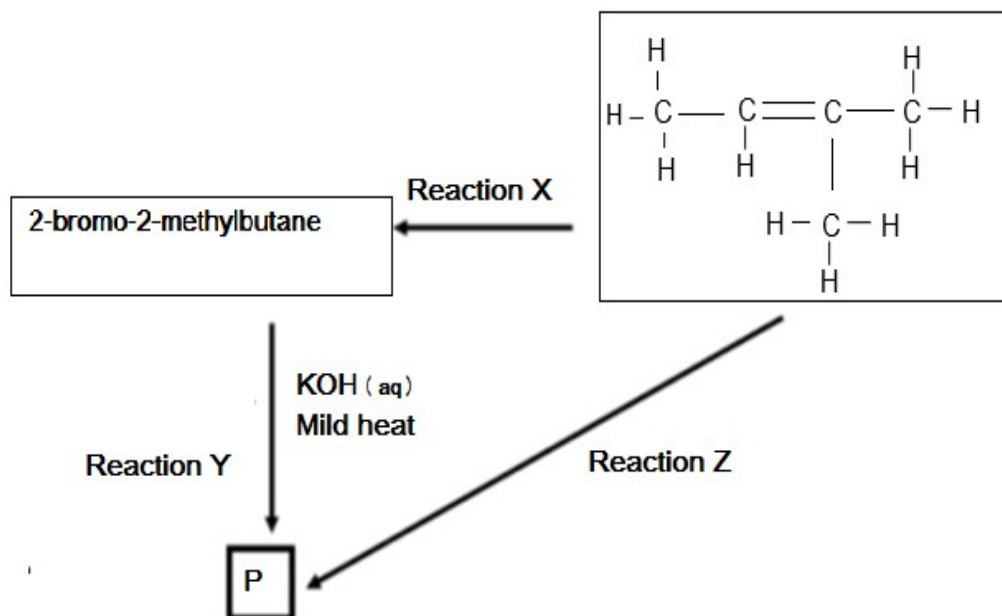 H
H
H – C — C = C — C – H
H H H
H – C – H
H
Reaction X
2-bromo-2-methylbutane
KOH ( aq )
Mild heat
Reaction Y
Reaction Z
P